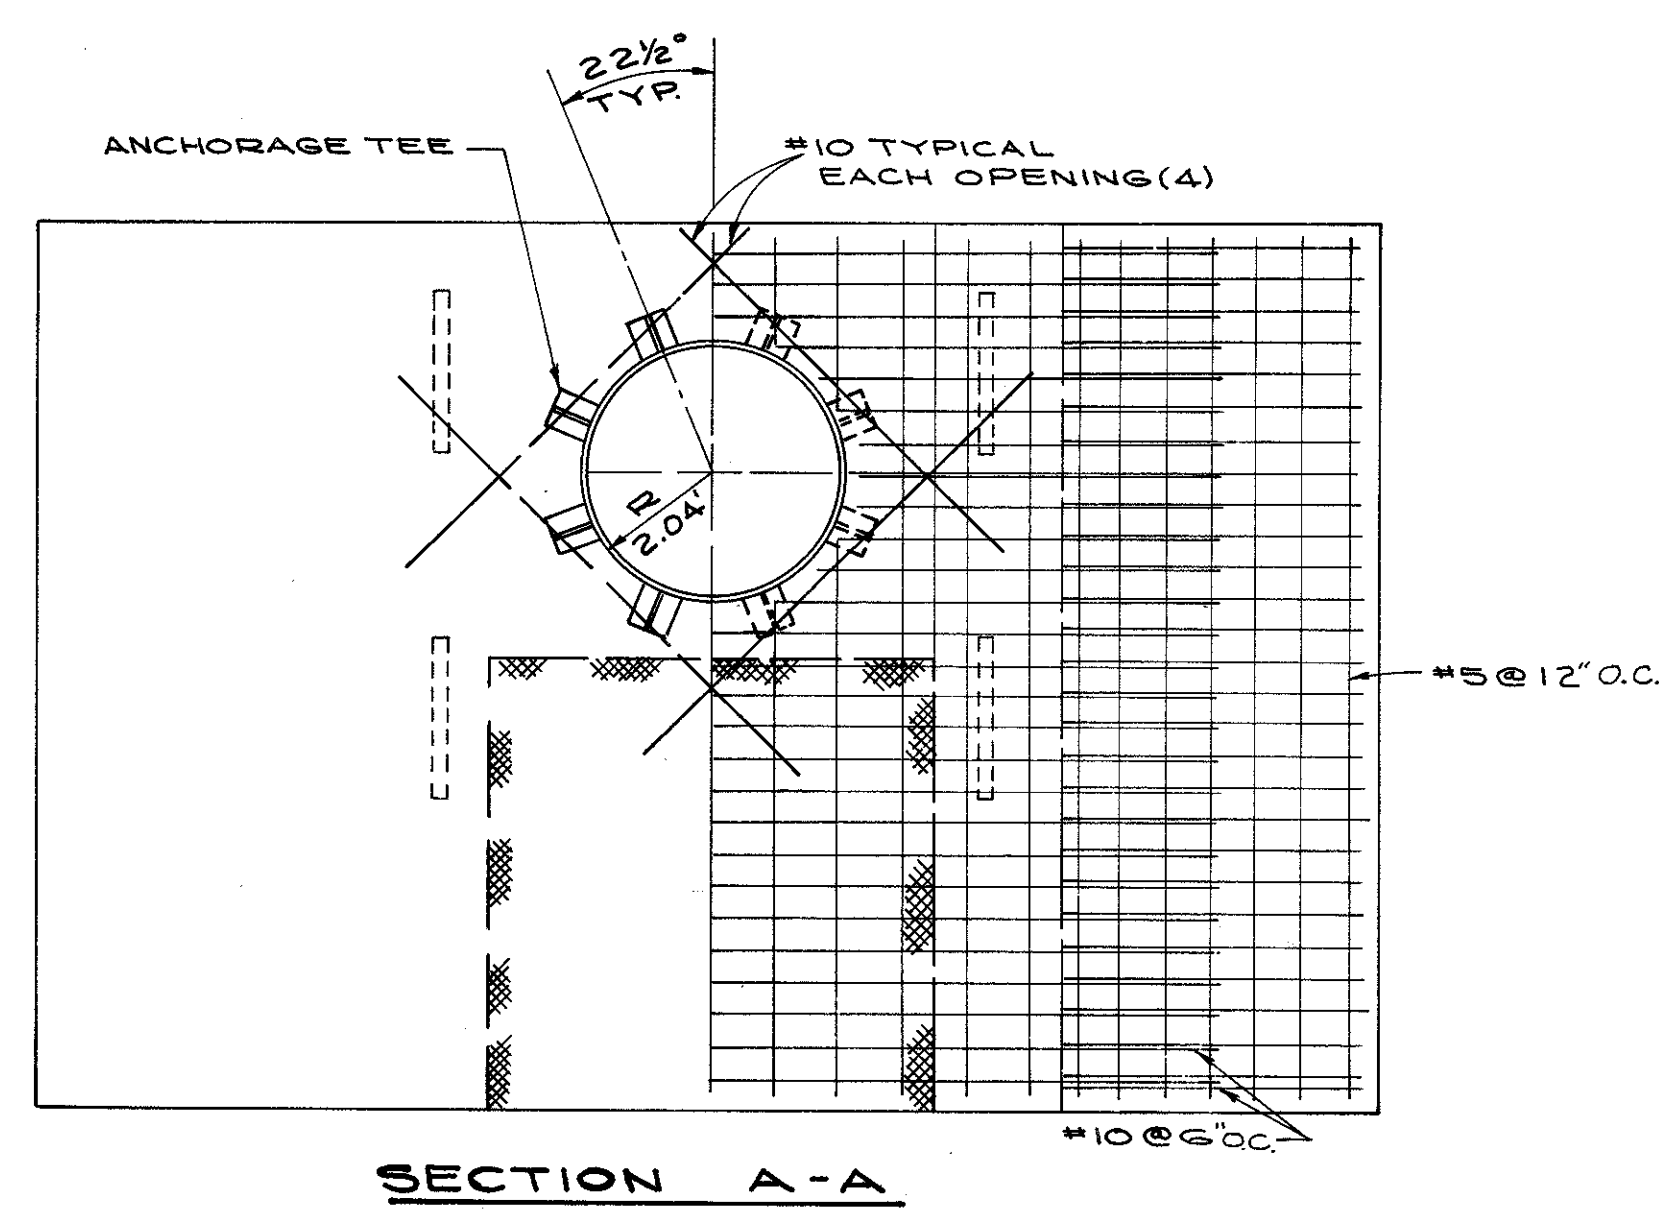 22½°
TYP.
ANCHORAGE TEE
#10 TYPICAL
EACH OPENING (4)
R
2.04'
#5 @ 12" O.C.
#10 @ 6" O.C.
SECTION A-A